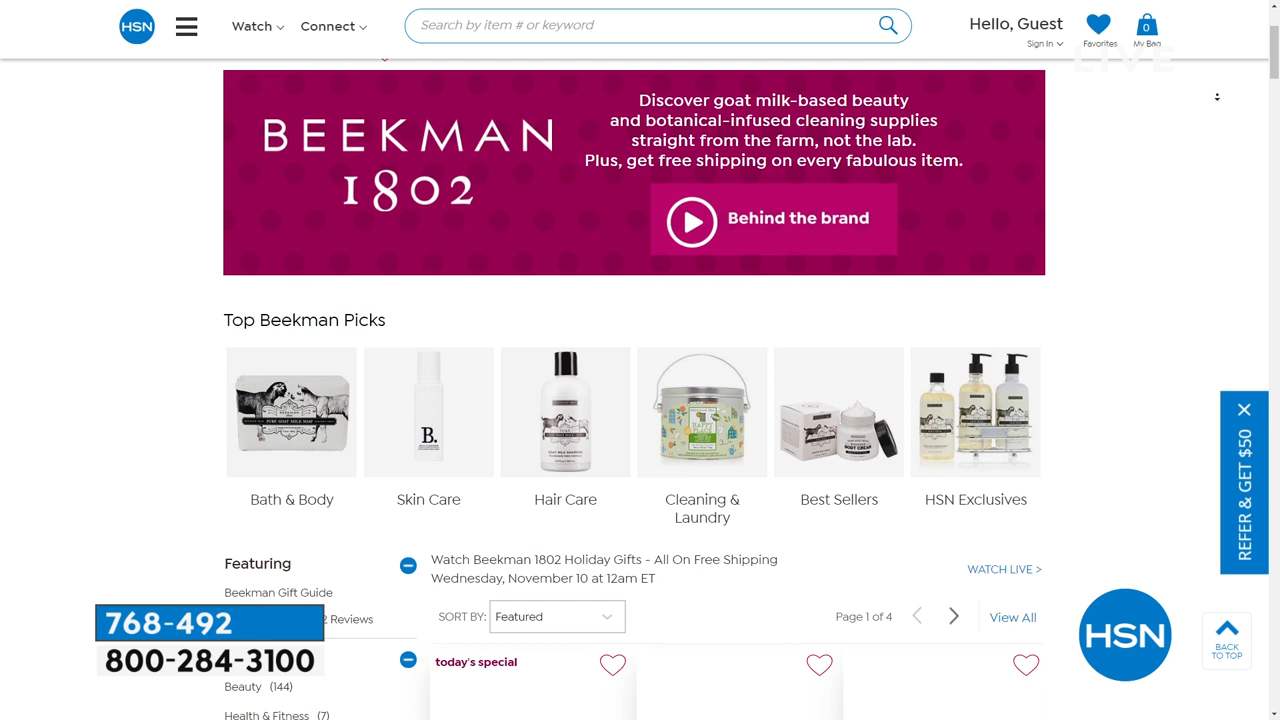 HSN
Watch
Connect
Search by item # or keyword
Hello, Guest
Sign In
Favorites
0
My Bag
LIVE
BEEKMAN
1802
Discover goat milk-based beauty
and botanical-infused cleaning supplies
straight from the farm, not the lab.
Plus, get free shipping on every fabulous item.
Behind the brand
Top Beekman Picks
B.
Bath & Body
Skin Care
Hair Care
Cleaning &
Laundry
Best Sellers
HSN Exclusives
REFER & GET $50
Featuring
Watch Beekman 1802 Holiday Gifts - All On Free Shipping
Wednesday, November 10 at 12am ET
WATCH LIVE >
Beekman Gift Guide
Reviews
SORT BY:
Featured
Page 1 of 4
View All
768-492
800-284-3100
HSN
BACK
TO TOP
today's special
Beauty (144)
Health & Fitness (7)